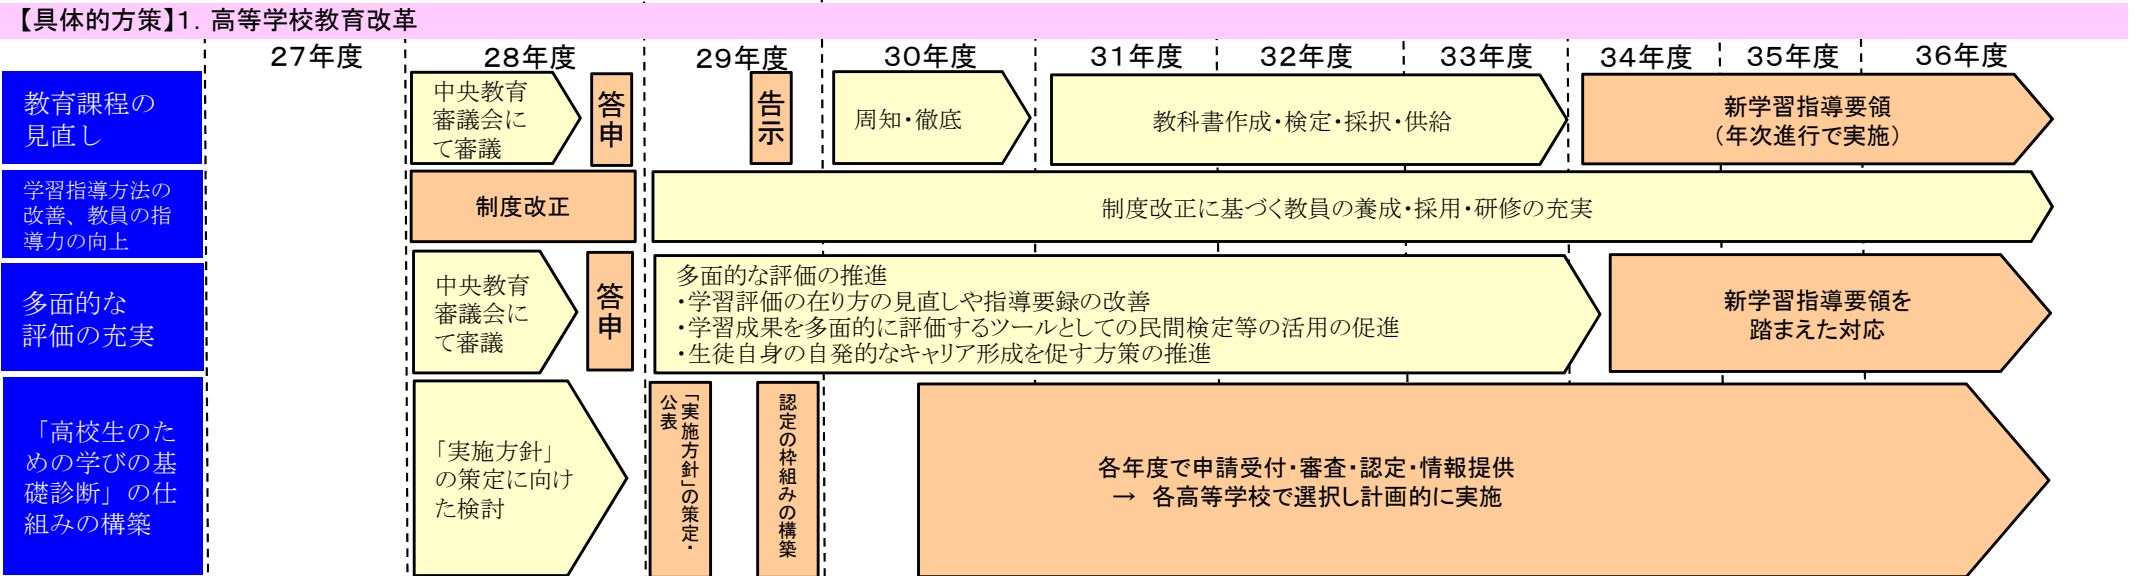 【具体的方策】１．高等学校教育改革
27年度
28年度
29年度
30年度
31年度
32年度
33年度
34年度
35年度
36年度
教育課程の
見直し
中央教育
審議会に
て審議
答申
告示
周知・徹底
教科書作成・検定・採択・供給
新学習指導要領
（年次進行で実施）
学習指導方法の
改善、教員の指
導力の向上
制度改正
制度改正に基づく教員の養成・採用・研修の充実
多面的な
評価の充実
中央教育
審議会に
て審議
答申
多面的な評価の推進
・学習評価の在り方の見直しや指導要録の改善
・学習成果を多面的に評価するツールとしての民間検定等の活用の促進
・生徒自身の自発的なキャリア形成を促す方策の推進
新学習指導要領を
踏まえた対応
「高校生のた
めの学びの基
礎診断」の仕
組みの構築
「実施方針」
の策定に向け
た検討
「実施方針」の策定・
公表
認定の枠組みの構築
各年度で申請受付・審査・認定・情報提供
→ 各高等学校で選択し計画的に実施